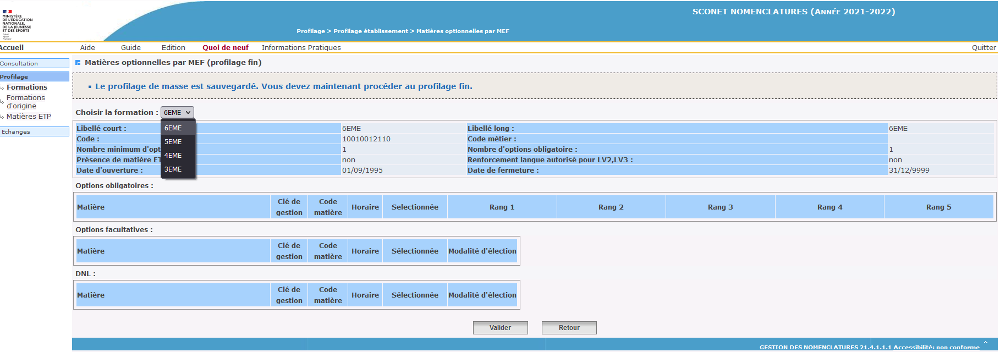 MINISTÈRE
DE L'ÉDUCATION
NATIONALE,
DE LA JEUNESSE
ET DES SPORTS
SCONET NOMENCLATURES (ANNÉE 2021-2022)
Profilage > Profilage établissement > Matières optionnelles par MEF
Accueil Aide Guide Edition Quoi de neuf Informations Pratiques Quitter
Consultation
Profilage
Formations
Formations
d'origine
Matières ETP
Echanges
Matières optionnelles par MEF (profilage fin)
Le profilage de masse est sauvegardé. Vous devez maintenant procéder au profilage fin.
Choisir la formation : 6EME
6EME
5EME
4EME
3EME
Libellé court : 6EME Libellé long : 6EME
Code : 10010012110 Code métier :
Nombre minimum d'opt 1 Nombre d'options obligatoire : 1
Présence de matière ET non Renforcement langue autorisé pour LV2,LV3 : non
Date d'ouverture : 01/09/1995 Date de fermeture : 31/12/9999
Options obligatoires :
Matière Clé de gestion Code matière Horaire Selectionnée Rang 1 Rang 2 Rang 3 Rang 4 Rang 5
Options facultatives :
Matière Clé de gestion Code matière Horaire Sélectionnée Modalité d'élection
DNL :
Matière Clé de gestion Code matière Horaire Sélectionnée Modalité d'élection
Valider Retour
GESTION DES NOMENCLATURES 21.4.1.1.1 Accessibilité: non conforme